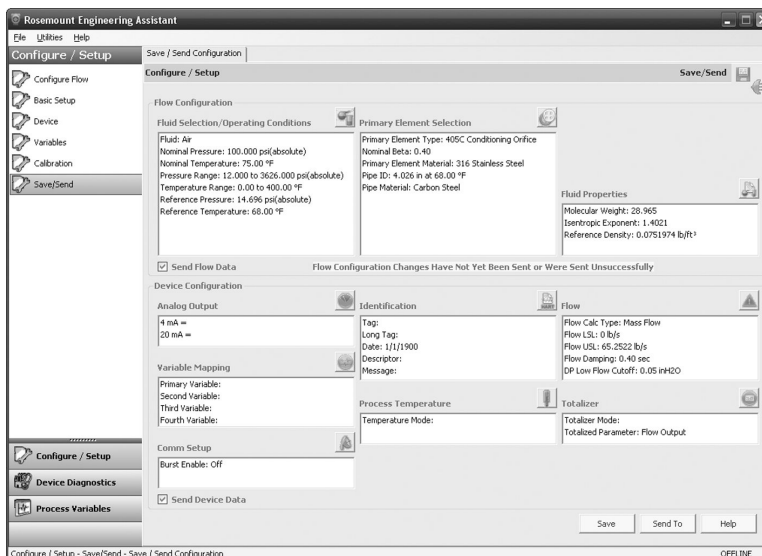 Rosemount Engineering Assistant
File Utilities Help
Configure / Setup
Save / Send Configuration
Configure Flow
Basic Setup
Device
Variables
Calibration
Save/Send
Configure / Setup
Save/Send
Flow Configuration
Fluid Selection/Operating Conditions
Fluid: Air
Nominal Pressure: 100.000 psi(absolute)
Nominal Temperature: 75.00 °F
Pressure Range: 12.000 to 3626.000 psi(absolute)
Temperature Range: 0.00 to 400.00 °F
Reference Pressure: 14.696 psi(absolute)
Reference Temperature: 68.00 °F
Primary Element Selection
Primary Element Type: 405C Conditioning Orifice
Nominal Beta: 0.40
Primary Element Material: 316 Stainless Steel
Pipe ID: 4.026 in at 68.00 °F
Pipe Material: Carbon Steel
Fluid Properties
Molecular Weight: 28.965
Isentropic Exponent: 1.4021
Reference Density: 0.0751974 lb/ft³
Send Flow Data
Flow Configuration Changes Have Not Yet Been Sent or Were Sent Unsuccessfully
Device Configuration
Analog Output
4 mA =
20 mA =
Identification
Tag:
Long Tag:
Date: 1/1/1900
Descriptor:
Message:
Flow
Flow Calc Type: Mass Flow
Flow LSL: 0 lb/s
Flow USL: 65.2522 lb/s
Flow Damping: 0.40 sec
DP Low Flow Cutoff: 0.05 inH2O
Variable Mapping
Primary Variable:
Second Variable:
Third Variable:
Fourth Variable:
Process Temperature
Temperature Mode:
Totalizer
Totalizer Mode:
Totalized Parameter: Flow Output
Comm Setup
Burst Enable: Off
Send Device Data
Configure / Setup
Device Diagnostics
Process Variables
Save
Send To
Help
Configure / Setup - Save/Send - Save / Send Configuration
OFFLINE